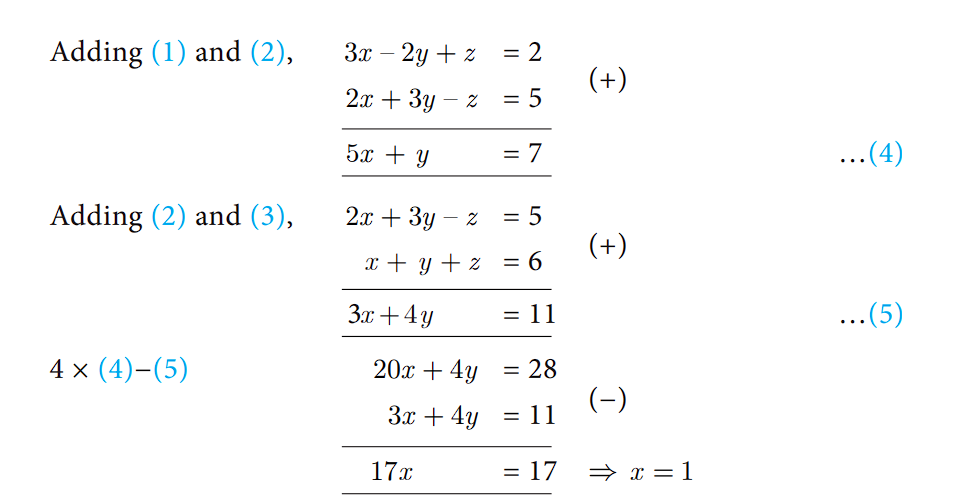 Adding (1) and (2), 3x – 2y + z = 2
(+)
2x + 3y – z = 5
5x + y = 7 …(4)
Adding (2) and (3), 2x + 3y – z = 5
(+)
x + y + z = 6
3x + 4y = 11 …(5)
4 × (4)–(5) 20x + 4y = 28
(–)
3x + 4y = 11
17x = 17 ⇒ x = 1